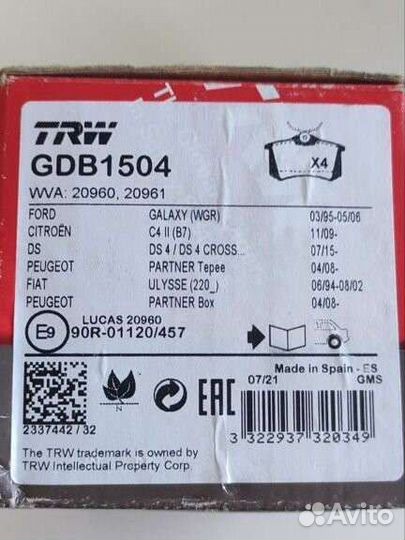 TRW
GDB1504
WVA: 20960, 20961
X4
FORD GALAXY (WGR) 03/95-05/06
CITROËN C4 II (B7) 11/09-
DS DS 4 / DS 4 CROSS... 07/15-
PEUGEOT PARTNER Tepee 04/08-
FIAT ULYSSE (220_) 06/94-08/02
PEUGEOT PARTNER Box 04/08-
LUCAS 20960
E9 90R-01120/457
Made in Spain - ES
07/21 GMS
N
EAC
2337442 / 32
3 322937 320349
The TRW trademark is owned by
TRW Intellectual Property Corp.
Avito